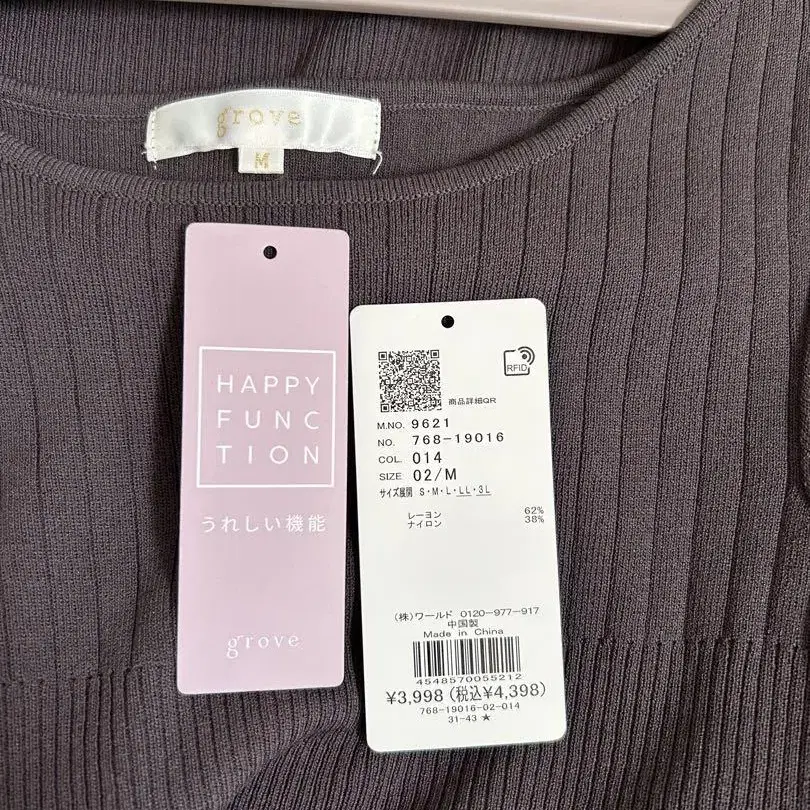 grove
M
HAPPY
FUNC
TION
うれしい機能
grove
RFID
商品詳細QR
M.NO. 9621
NO. 768-19016
COL. 014
SIZE 02/M
サイズ展開 S・M・L・LL・3L
レーヨン 62%
ナイロン 38%
(株)ワールド 0120-977-917
中国製
Made in China
4548570055212
¥3,998(税込¥4,398)
768-19016-02-014
31-43 ★